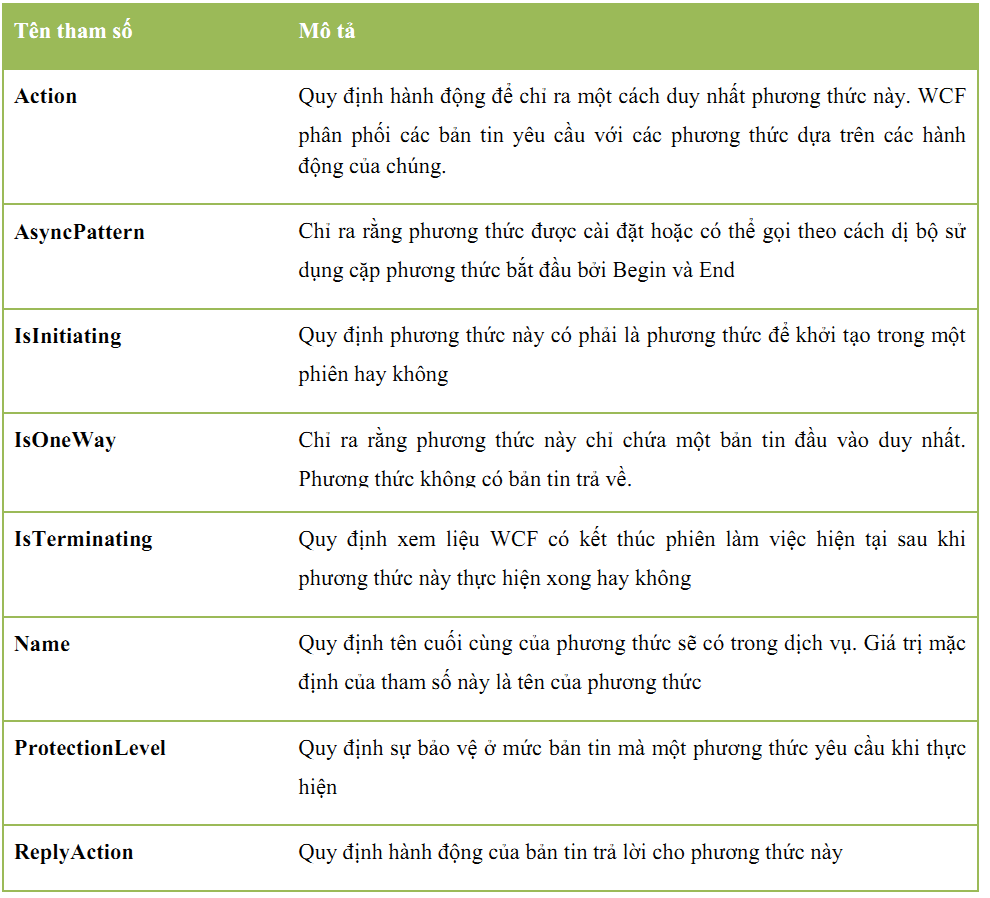 Tên tham số Mô tả
Action Quy định hành động để chỉ ra một cách duy nhất phương thức này. WCF
phân phối các bản tin yêu cầu với các phương thức dựa trên các hành
động của chúng.
AsyncPattern Chỉ ra rằng phương thức được cài đặt hoặc có thể gọi theo cách dị bộ sử
dụng cặp phương thức bắt đầu bởi Begin và End
IsInitiating Quy định phương thức này có phải là phương thức để khởi tạo trong một
phiên hay không
IsOneWay Chỉ ra rằng phương thức này chỉ chứa một bản tin đầu vào duy nhất.
Phương thức không có bản tin trả về.
IsTerminating Quy định xem liệu WCF có kết thúc phiên làm việc hiện tại sau khi
phương thức này thực hiện xong hay không
Name Quy định tên cuối cùng của phương thức sẽ có trong dịch vụ. Giá trị mặc
định của tham số này là tên của phương thức
ProtectionLevel Quy định sự bảo vệ ở mức bản tin mà một phương thức yêu cầu khi thực
hiện
ReplyAction Quy định hành động của bản tin trả lời cho phương thức này